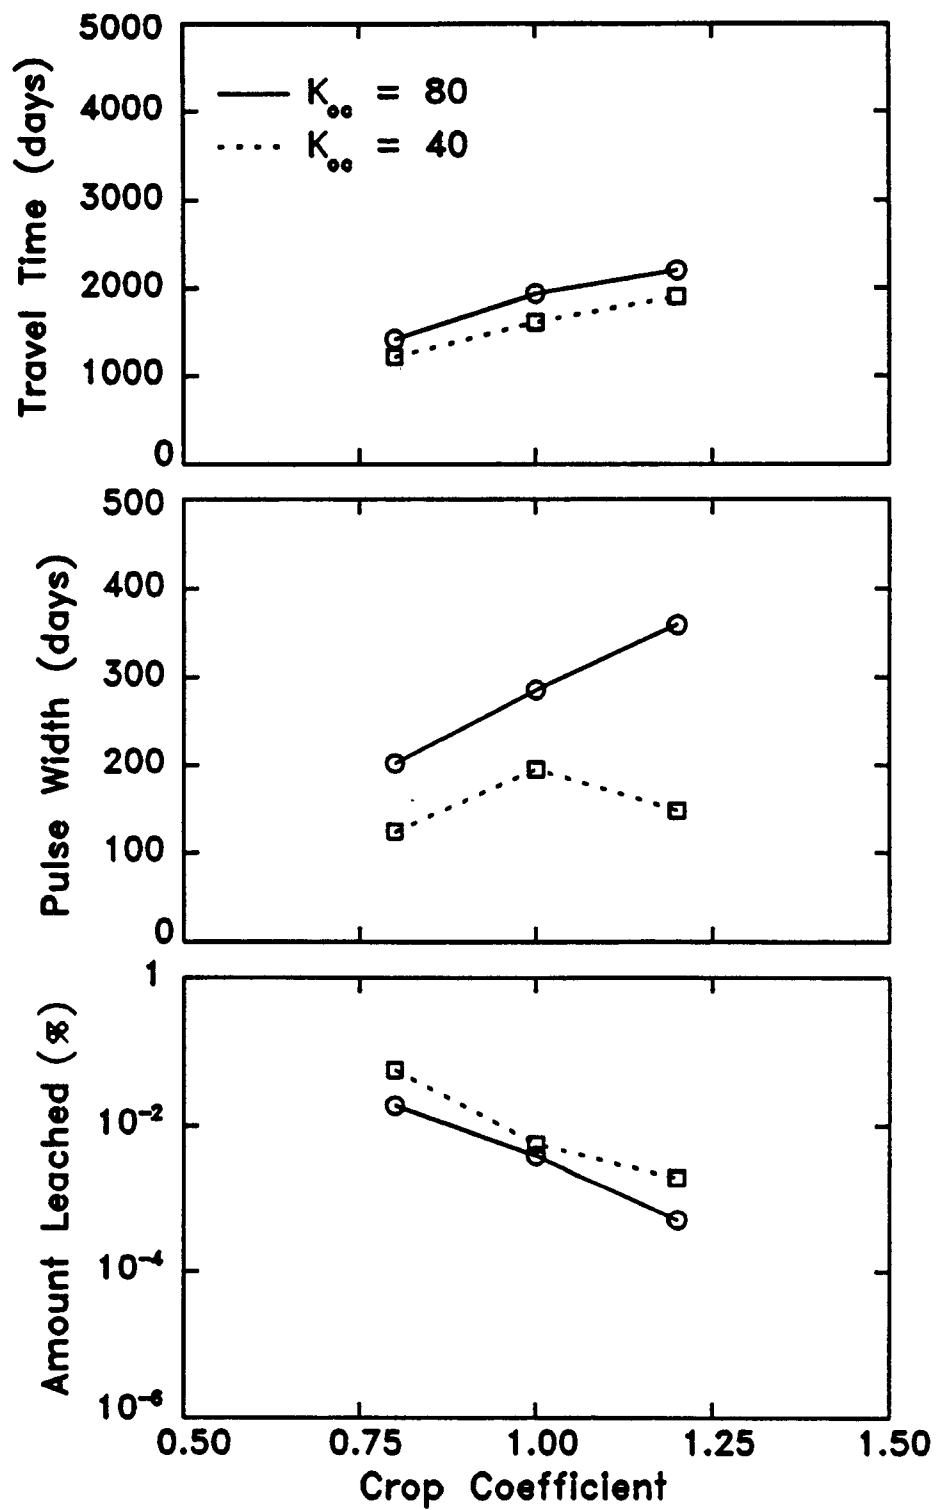 Travel Time (days)
5000
4000
3000
2000
1000
0
K_oc = 80
K_oc = 40
Pulse Width (days)
500
400
300
200
100
0
Amount Leached (%)
1
10^-2
10^-4
10^-6
0.50 0.75 1.00 1.25 1.50
Crop Coefficient